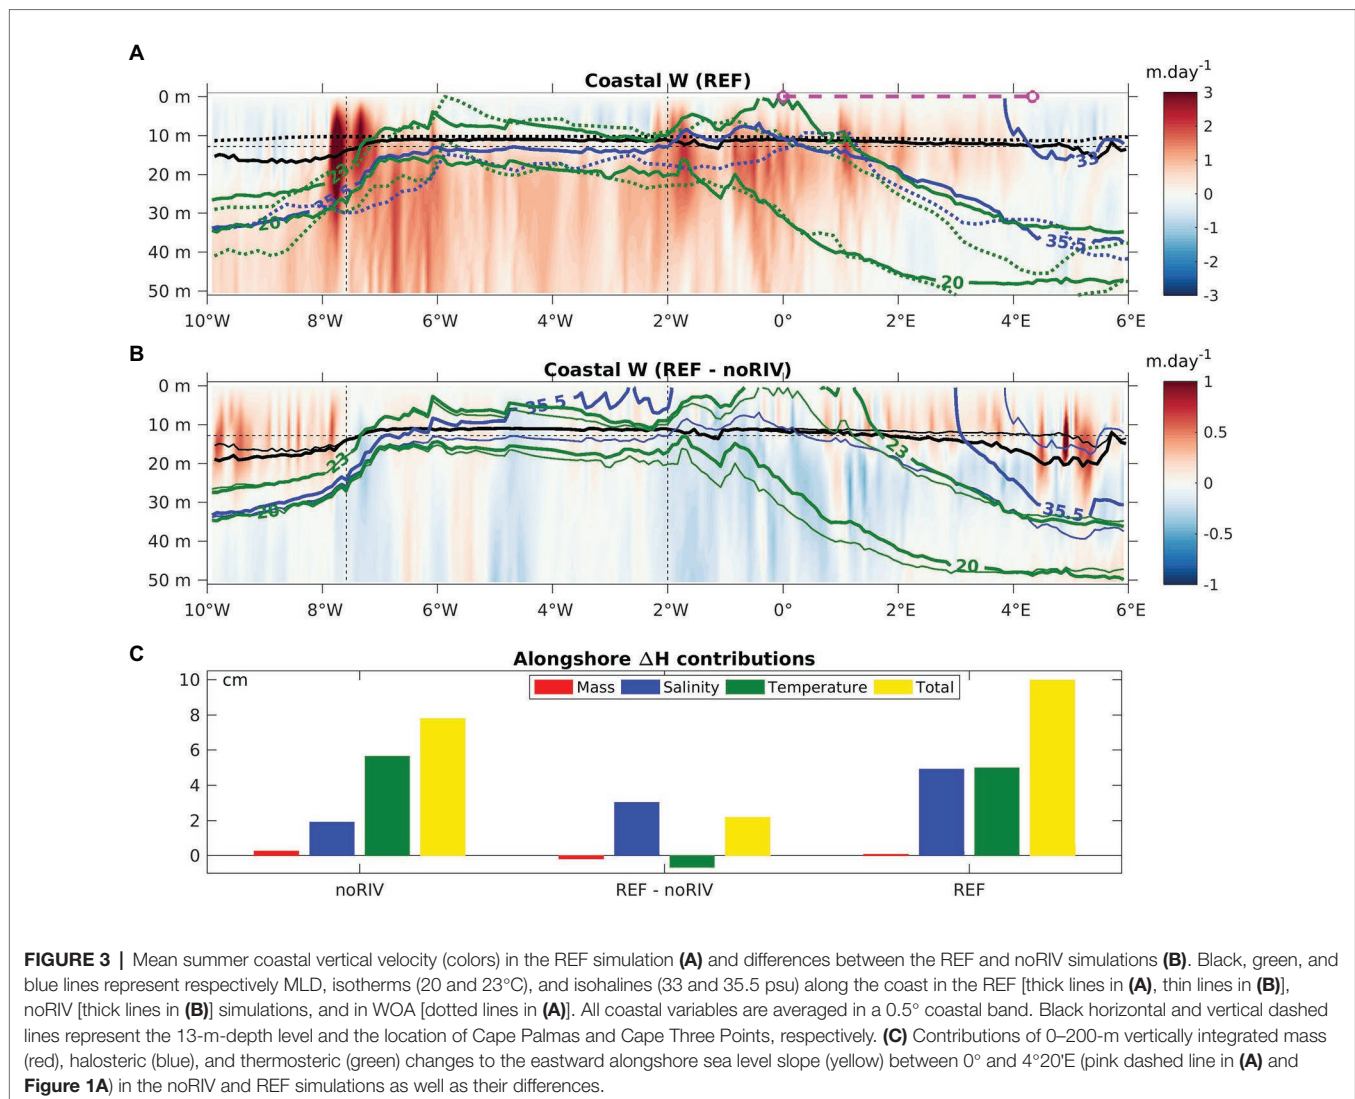 A
Coastal W (REF)
m.day-1
0 m
10 m
20 m
30 m
40 m
50 m
23
23
35.5
20
33
35.5
20
3
2
1
0
-1
-2
-3
10°W
8°W
6°W
4°W
2°W
0°
2°E
4°E
6°E
B
Coastal W (REF - noRIV)
m.day-1
0 m
10 m
20 m
30 m
40 m
50 m
35.5
23
23
20
35.5
20
1
0.5
0
-0.5
-1
10°W
8°W
6°W
4°W
2°W
0°
2°E
4°E
6°E
C
Alongshore ΔH contributions
cm
Mass Salinity Temperature Total
10
8
6
4
2
0
noRIV
REF - noRIV
REF
FIGURE 3 | Mean summer coastal vertical velocity (colors) in the REF simulation (A) and differences between the REF and noRIV simulations (B). Black, green, and
blue lines represent respectively MLD, isotherms (20 and 23°C), and isohalines (33 and 35.5 psu) along the coast in the REF [thick lines in (A), thin lines in (B)],
noRIV [thick lines in (B)] simulations, and in WOA [dotted lines in (A)]. All coastal variables are averaged in a 0.5° coastal band. Black horizontal and vertical dashed
lines represent the 13-m-depth level and the location of Cape Palmas and Cape Three Points, respectively. (C) Contributions of 0–200-m vertically integrated mass
(red), halosteric (blue), and thermosteric (green) changes to the eastward alongshore sea level slope (yellow) between 0° and 4°20'E (pink dashed line in (A) and
Figure 1A) in the noRIV and REF simulations as well as their differences.